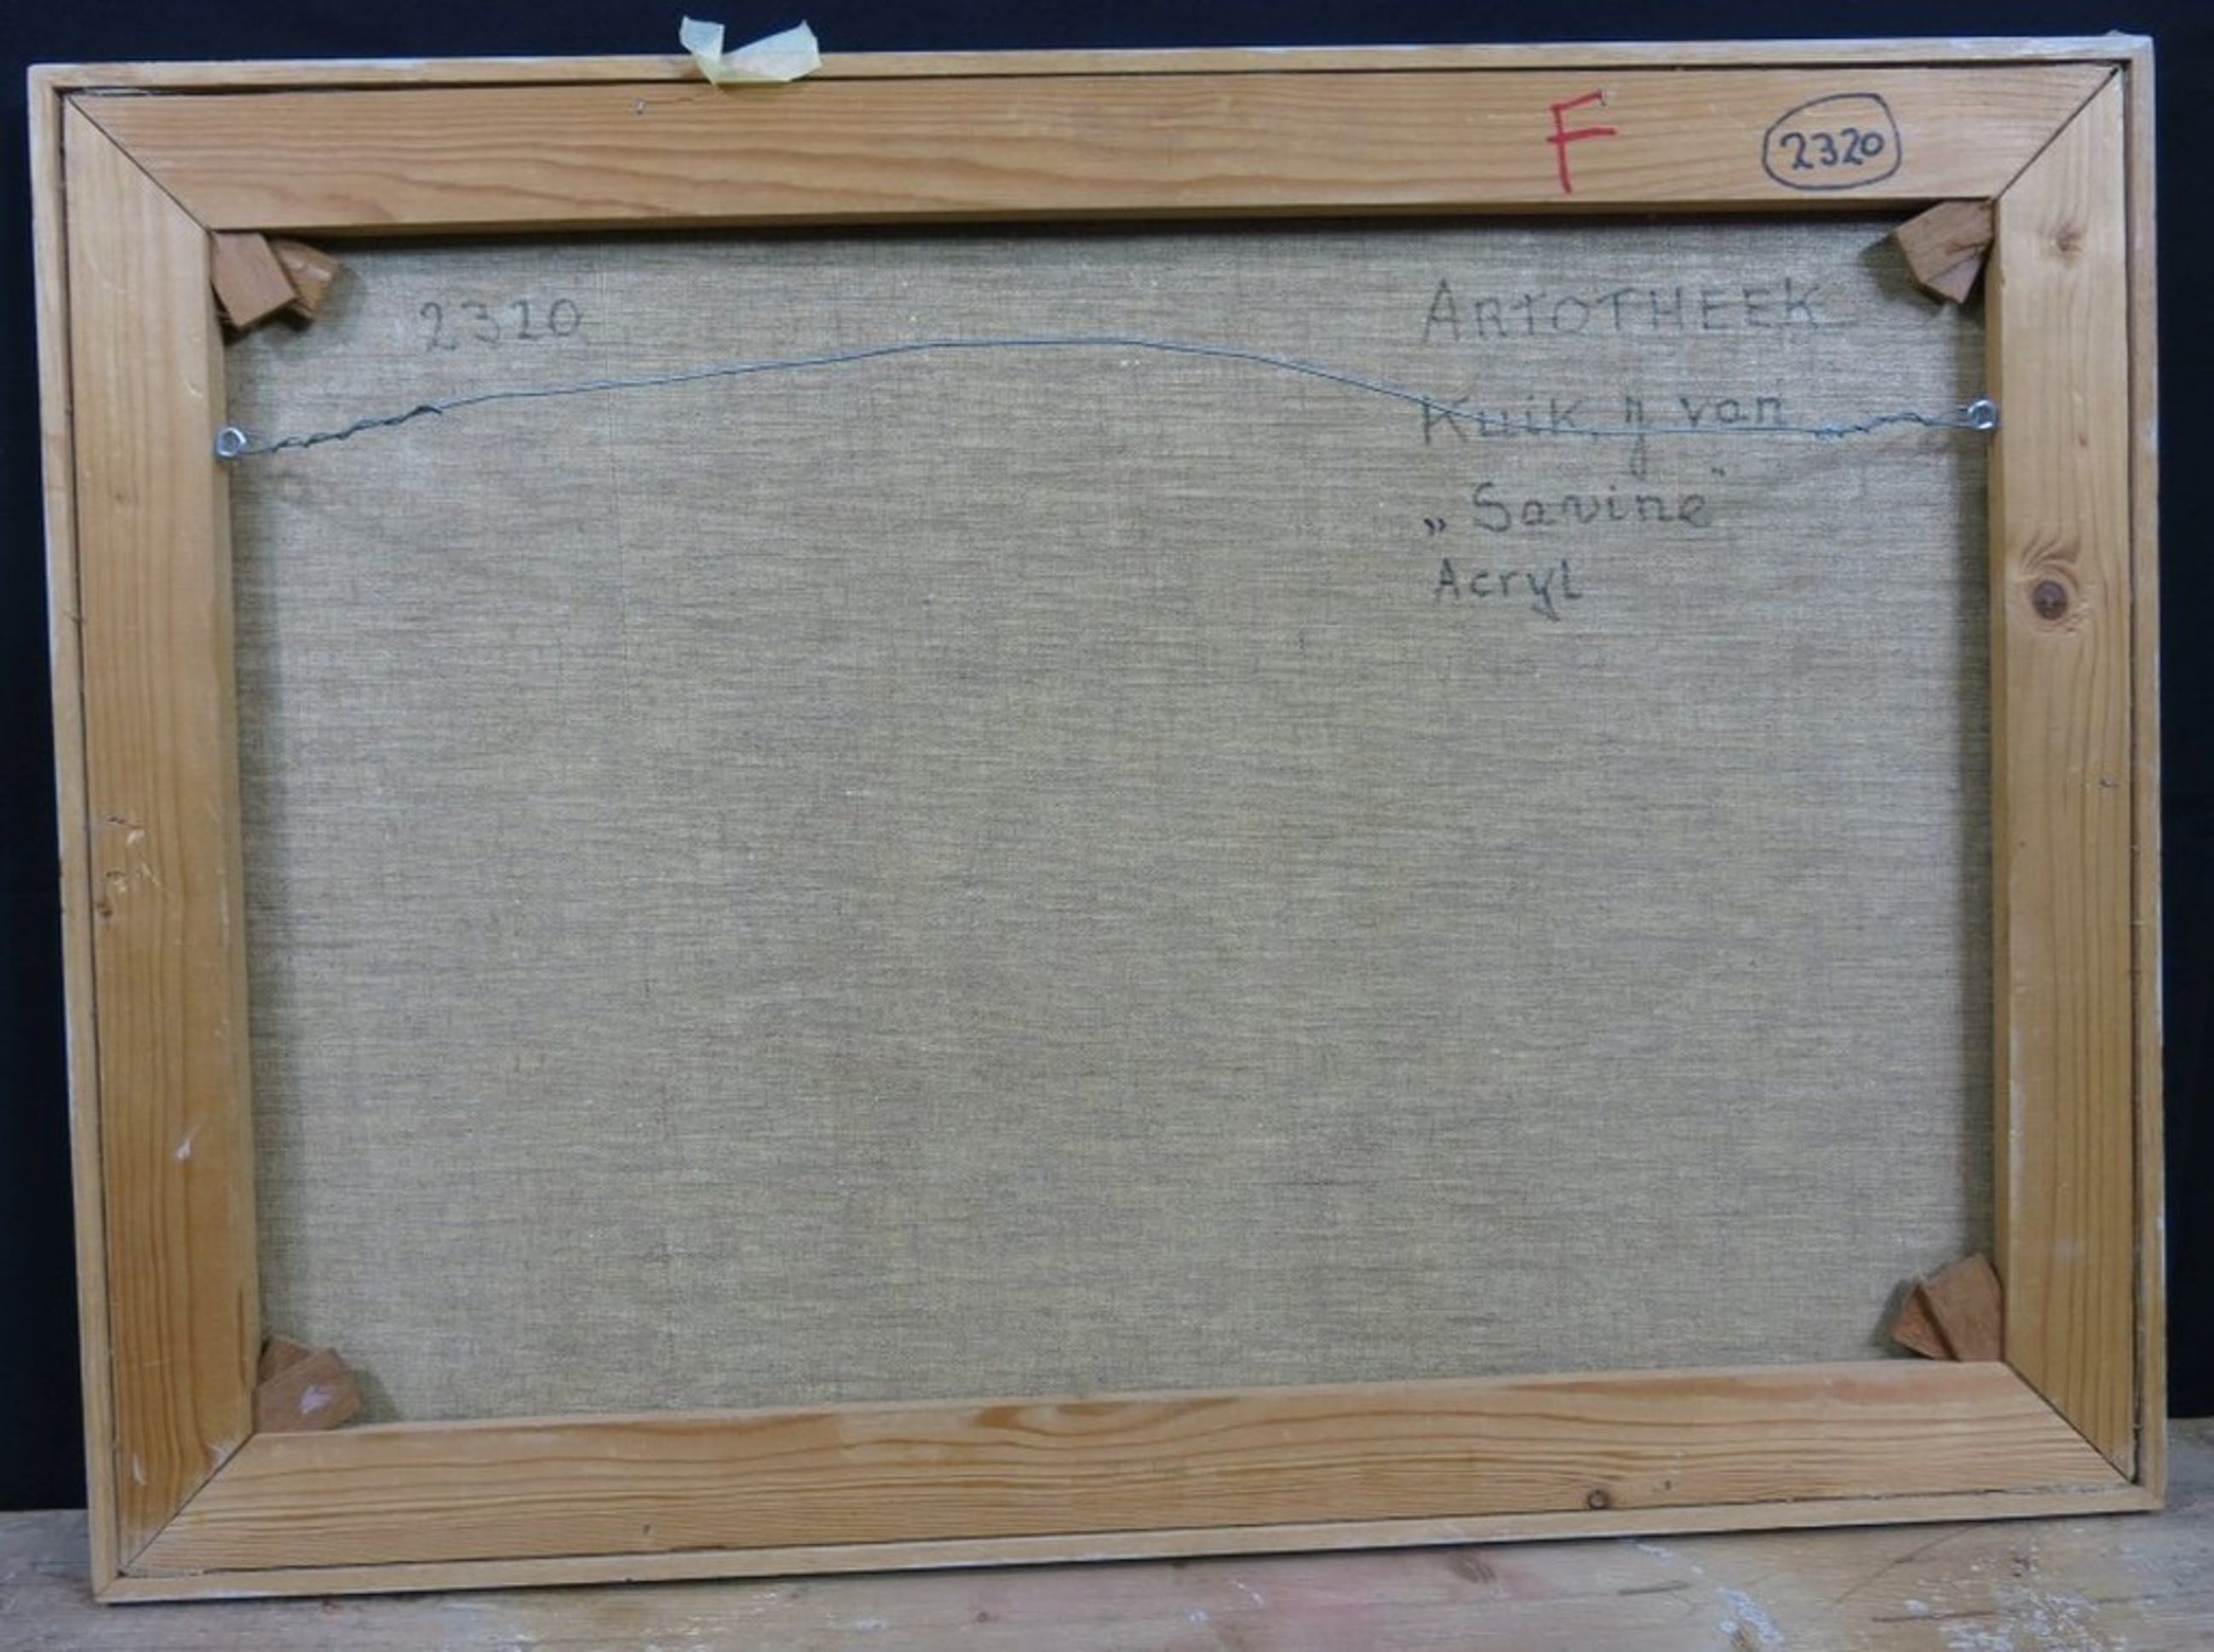 F
2320
2320
ARTOTHEEK
Kuik, y van
„Savine"
Acryl